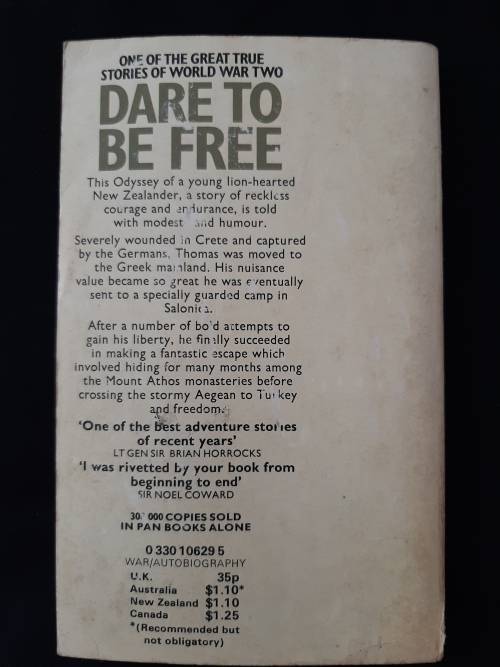 ONE OF THE GREAT TRUE
STORIES OF WORLD WAR TWO
DARE TO
BE FREE
This Odyssey of a young lion-hearted
New Zealander, a story of reckless
courage and endurance, is told
with modest and humour.
Severely wounded in Crete and captured
by the Germans, Thomas was moved to
the Greek mainland. His nuisance
value became so great he was eventually
sent to a specially guarded camp in
Salonica.
After a number of bold attempts to
gain his liberty, he finally succeeded
in making a fantastic escape which
involved hiding for many months among
the Mount Athos monasteries before
crossing the stormy Aegean to Turkey
and freedom.
'One of the best adventure stories
of recent years'
LT GEN SIR BRIAN HORROCKS
'I was rivetted by your book from
beginning to end'
SIR NOEL COWARD
000 COPIES SOLD
IN PAN BOOKS ALONE
0 330 10629 5
WAR/AUTOBIOGRAPHY
U.K. 35p
Australia $1.10*
New Zealand $1.10
Canada $1.25
*(Recommended but
not obligatory)